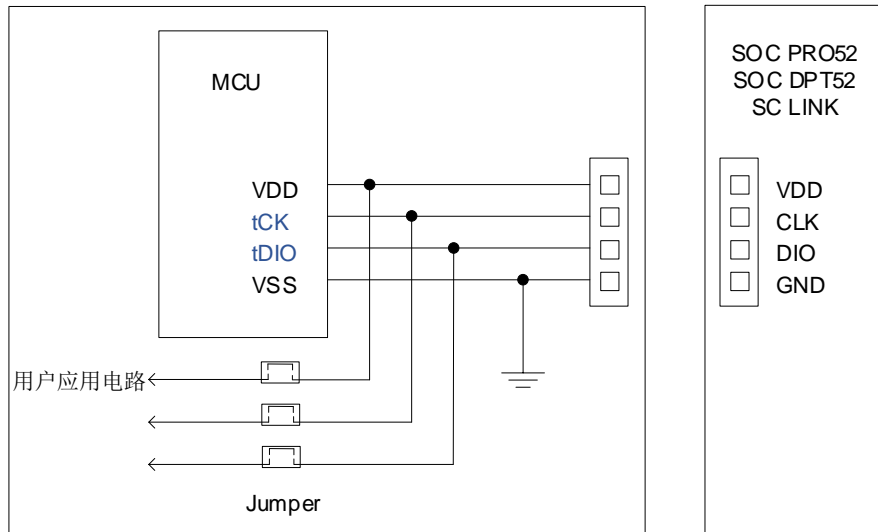 MCU
VDD
tCK
tDIO
VSS
用户应用电路
Jumper
SOC PRO52
SOC DPT52
SC LINK
VDD
CLK
DIO
GND